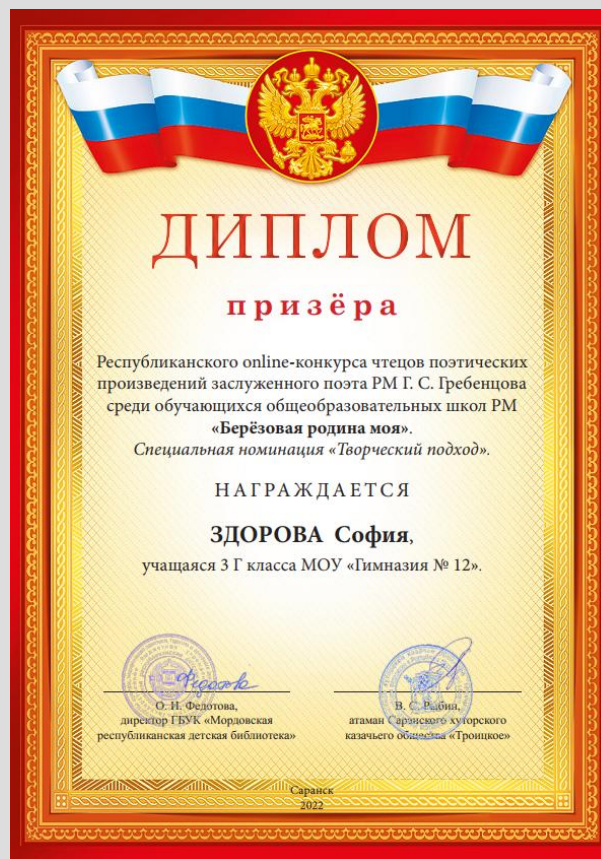 ДИПЛОМ
призёра
Республиканского online-конкурса чтецов поэтических
произведений заслуженного поэта РМ Г. С. Гребенцова
среди обучающихся общеобразовательных школ РМ
«Берёзовая родина моя».
Специальная номинация «Творческий подход».
НАГРАЖДАЕТСЯ
ЗДОРОВА София,
учащаяся 3 Г класса МОУ «Гимназия № 12».
О. И. Федотова,
директор ГБУК «Мордовская
республиканская детская библиотека»
В. С. Рыбин,
атаман Саранского хуторского
казачьего общества «Троицкое»
Саранск
2022